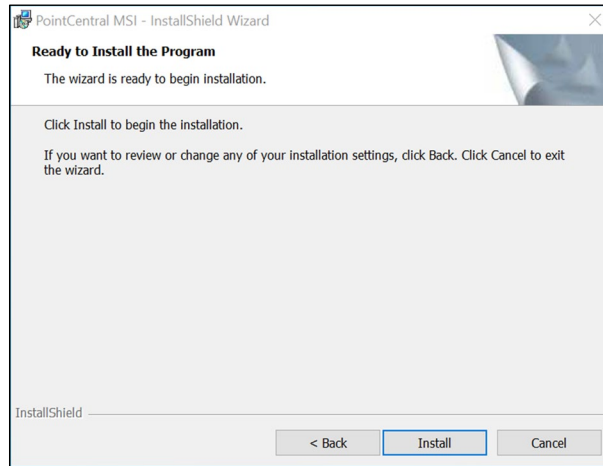 PointCentral MSI - InstallShield Wizard
Ready to Install the Program
The wizard is ready to begin installation.
Click Install to begin the installation.
If you want to review or change any of your installation settings, click Back. Click Cancel to exit
the wizard.
InstallShield
< Back Install Cancel